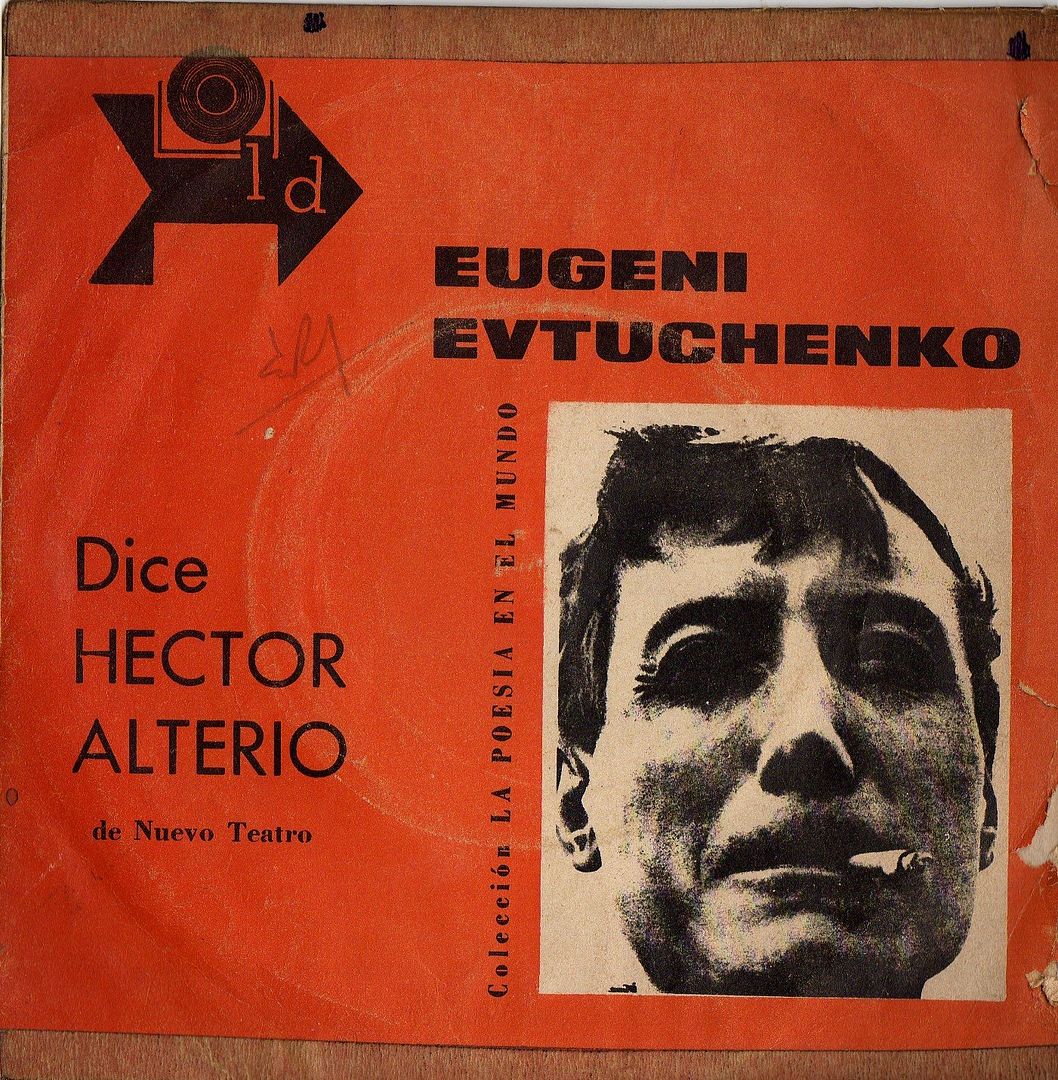 ld
EUGENI
EVTUCHENKO
Colección LA POESIA EN EL MUNDO
Dice
HECTOR
ALTERIO
de Nuevo Teatro